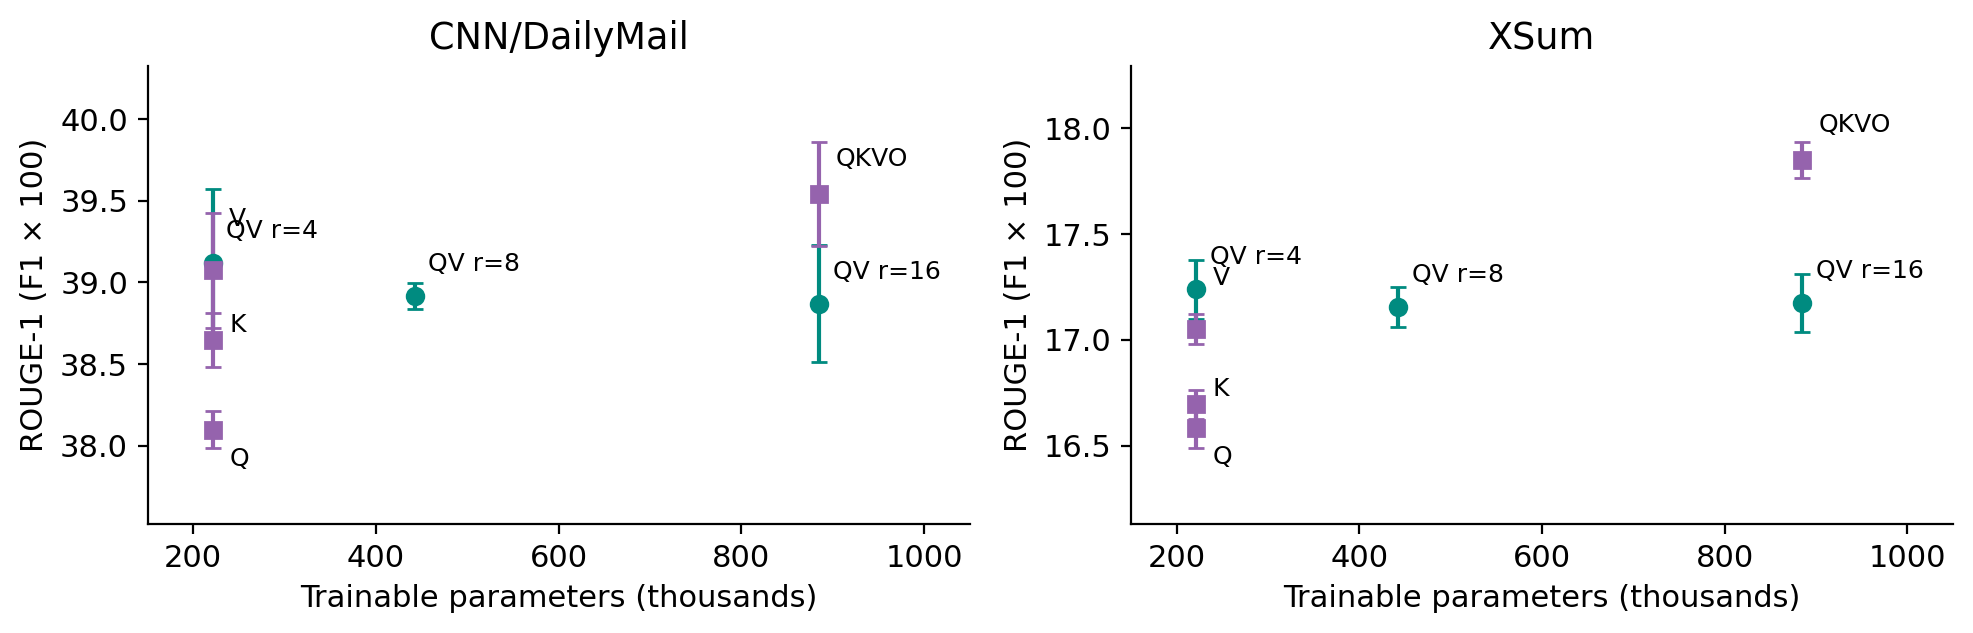 CNN/DailyMail
ROUGE-1 (F1 × 100)
40.0
39.5
39.0
38.5
38.0
V
QV r=4
K
Q
QV r=8
QKVO
QV r=16
200 400 600 800 1000
Trainable parameters (thousands)
XSum
ROUGE-1 (F1 × 100)
18.0
17.5
17.0
16.5
QV r=4
V
K
Q
QV r=8
QKVO
QV r=16
200 400 600 800 1000
Trainable parameters (thousands)